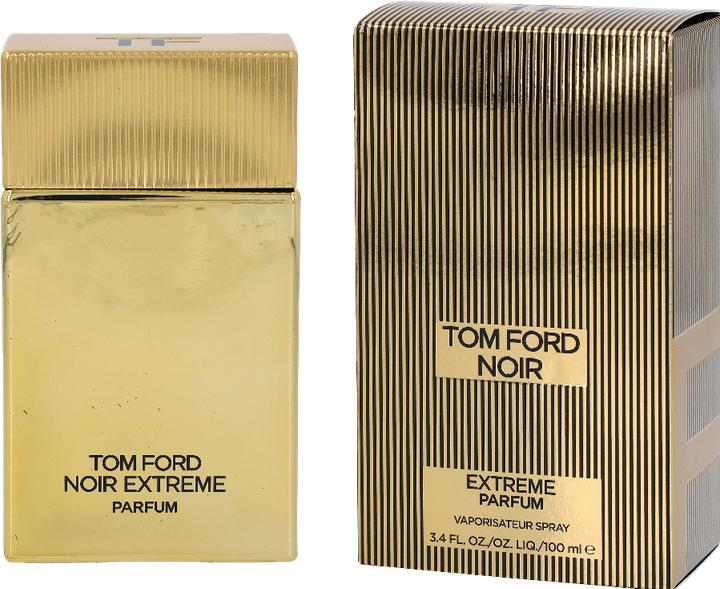 TF
TOM FORD
NOIR EXTREME
PARFUM
TOM FORD
NOIR
EXTREME
PARFUM
VAPORISATEUR SPRAY
3.4 FL. OZ./OZ. LIQ./100 ml ℮